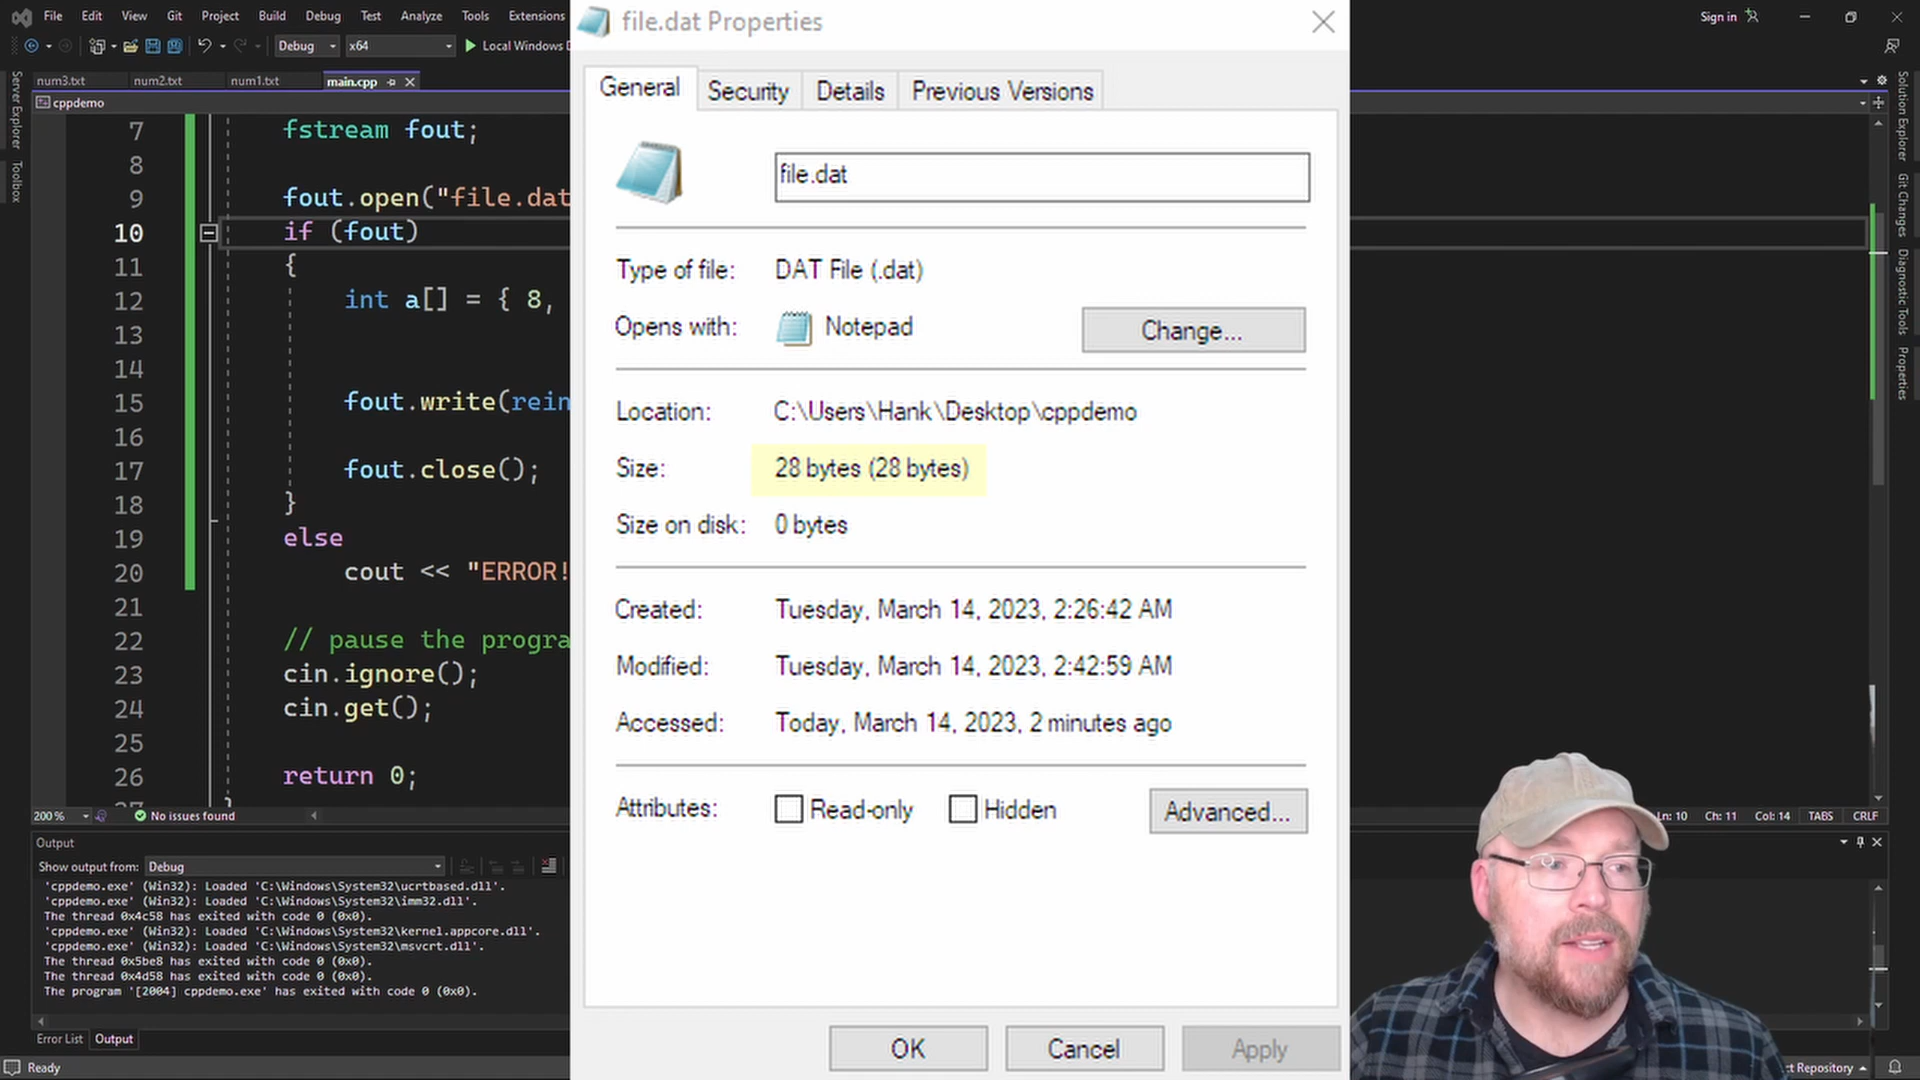 File Edit View Git Project Build Debug Test Analyze Tools Extensions
Sign in
Debug x64 Local Windows D
num3.txt num2.txt num1.txt main.cpp
cppdemo
Server Explorer
Toolbox
7 fstream fout;
8
9 fout.open("file.dat
10 if (fout)
11 {
12 int a[] = { 8,
13
14
15 fout.write(rein
16
17 fout.close();
18 }
19 else
20 cout << "ERROR!
21
22 // pause the progra
23 cin.ignore();
24 cin.get();
25
26 return 0;
200 % No issues found
Output
Show output from: Debug
'cppdemo.exe' (Win32): Loaded 'C:\Windows\System32\ucrtbased.dll'.
'cppdemo.exe' (Win32): Loaded 'C:\Windows\System32\imm32.dll'.
The thread 0x4c58 has exited with code 0 (0x0).
'cppdemo.exe' (Win32): Loaded 'C:\Windows\System32\kernel.appcore.dll'.
'cppdemo.exe' (Win32): Loaded 'C:\Windows\System32\msvcrt.dll'.
The thread 0x5be8 has exited with code 0 (0x0).
The thread 0x4d58 has exited with code 0 (0x0).
The program '[2004] cppdemo.exe' has exited with code 0 (0x0).
Error List Output
Ready
file.dat Properties
General Security Details Previous Versions
file.dat
Type of file: DAT File (.dat)
Opens with: Notepad Change...
Location: C:\Users\Hank\Desktop\cppdemo
Size: 28 bytes (28 bytes)
Size on disk: 0 bytes
Created: Tuesday, March 14, 2023, 2:26:42 AM
Modified: Tuesday, March 14, 2023, 2:42:59 AM
Accessed: Today, March 14, 2023, 2 minutes ago
Attributes: Read-only Hidden Advanced...
OK Cancel Apply
Solution Explorer
Git Changes
Diagnostic Tools
Properties
Ln: 10 Ch: 11 Col: 14 TABS CRLF
Repository